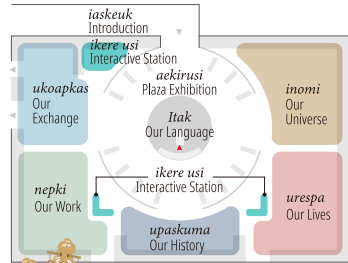 iaskeuk
Introduction
ikere usi
Interactive Station
ukoapkas
Our
Exchange
aekirusi
Plaza Exhibition
inomi
Our
Universe
Itak
Our Language
ikere usi
Interactive Station
nepki
Our Work
upaskuma
Our History
urespa
Our Lives